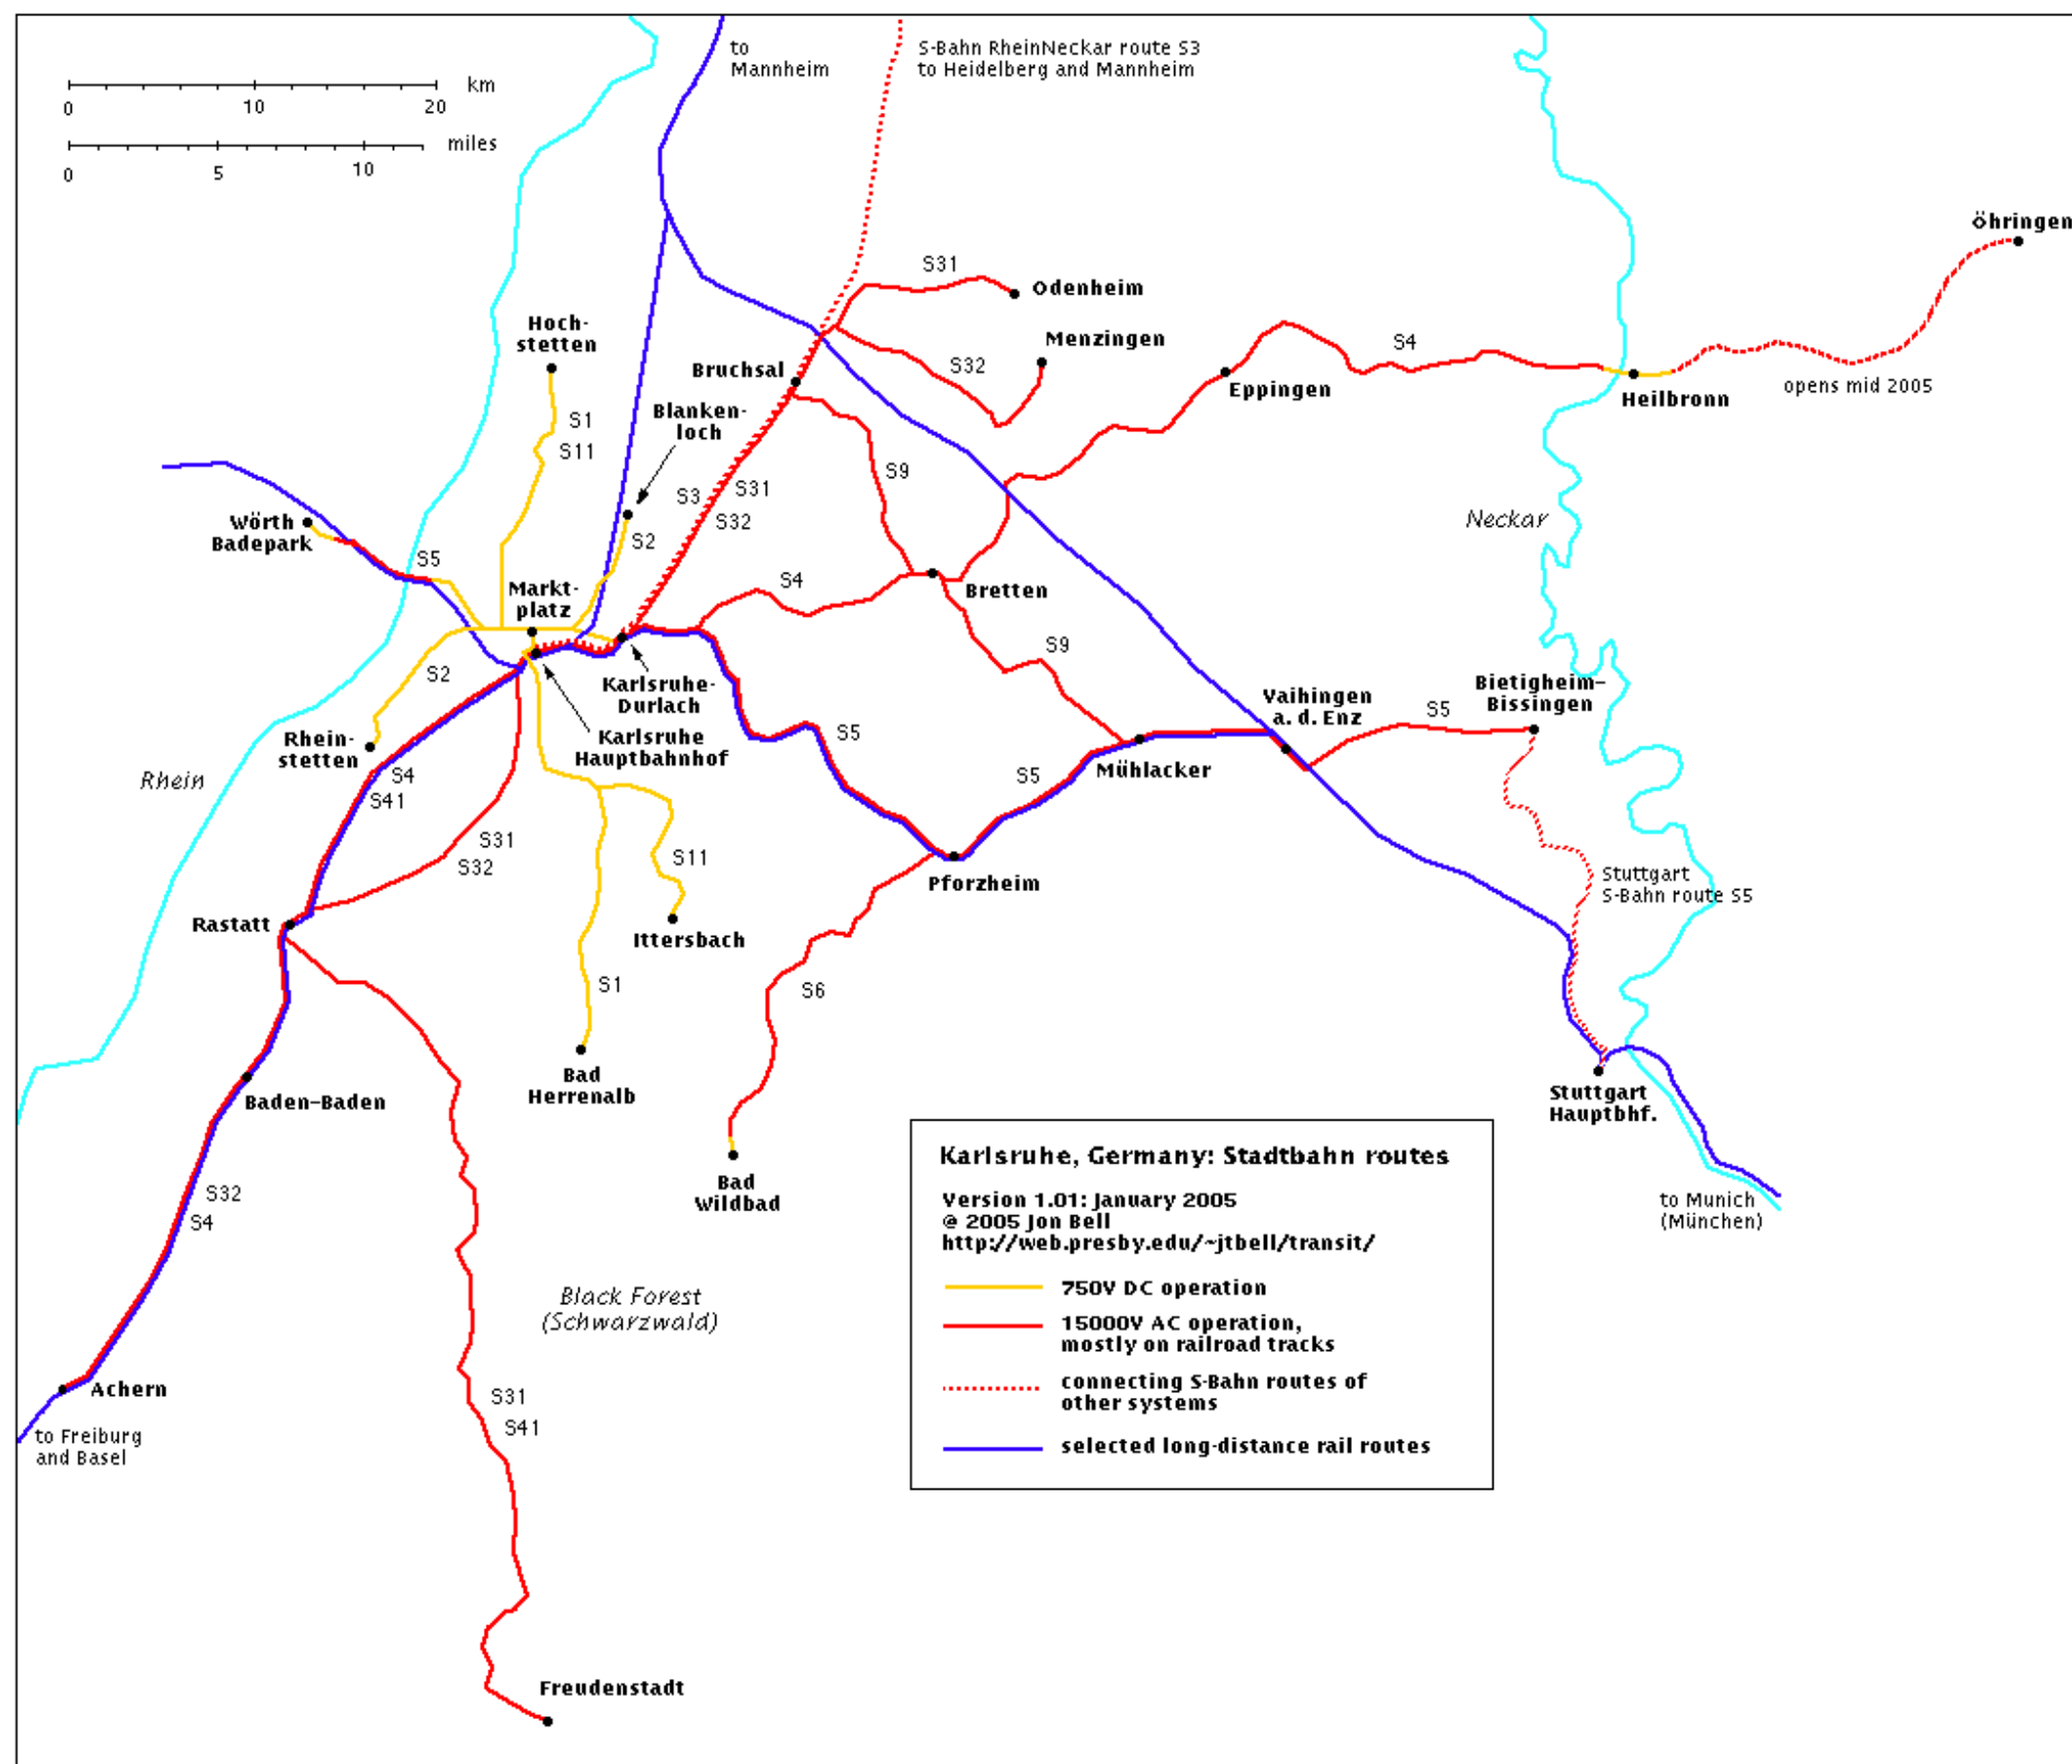 to
Mannheim
S-Bahn RheinNeckar route S3
to Heidelberg and Mannheim
km
0
10
20
miles
0
5
10
Öhringen
S31
Odenheim
Hoch-
stetten
Menzingen
S4
S32
Bruchsal
Eppingen
opens mid 2005
Heilbronn
Blanken-
loch
S1
S11
S9
S3
S31
S32
Wörth
Badepark
Neckar
S2
S5
Markt-
platz
S4
Bretten
S9
S2
Karlsruhe-
Durlach
Vaihingen
a. d. Enz
Bietigheim-
Bissingen
S5
Rhein-
stetten
Karlsruhe
Hauptbahnhof
S5
Rhein
S4
S41
S5
Mühlacker
S31
S32
S11
Pforzheim
Stuttgart
S-Bahn route S5
Rastatt
Ittersbach
S1
S6
Bad
Herrenalb
Baden-Baden
Stuttgart
Hauptbhf.
Bad
Wildbad
S32
S4
to Munich
(München)
Karlsruhe, Germany: Stadtbahn routes
Version 1.01: January 2005
@ 2005 Jon Bell
http://web.presby.edu/~jtbell/transit/
750V DC operation
15000V AC operation,
mostly on railroad tracks
connecting S-Bahn routes of
other systems
selected long-distance rail routes
Black Forest
(Schwarzwald)
Achern
S31
S41
to Freiburg
and Basel
Freudenstadt